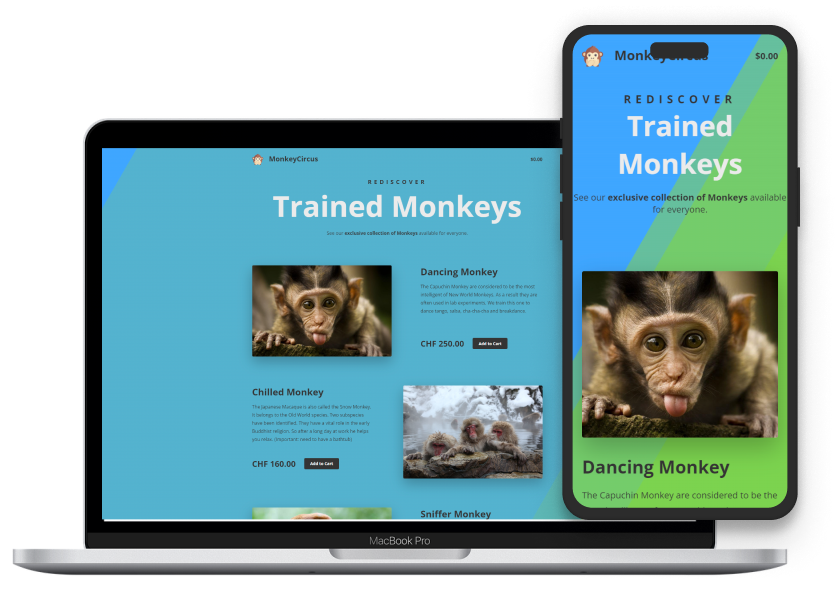 MonkeyCircus
$0.00
REDISCOVER
Trained Monkeys
See our exclusive collection of Monkeys available for everyone.
Dancing Monkey
The Capuchin Monkey are considered to be the most
intelligent of New World Monkeys. As a result they are
often used in lab experiments. We train this one to
dance tango, salsa, cha-cha-cha and breakdance.
CHF 250.00
Add to Cart
Chilled Monkey
The Japanese Macaque is also called the Snow Monkey.
It belongs to the Old World species. Two subspecies
have been identified. They have a vital role in the early
Buddhist religion. So after a long day at work he helps
you relax. (Important: need to have a bathtub)
CHF 160.00
Add to Cart
Sniffer Monkey
MacBook Pro
MonkeyCircus
$0.00
REDISCOVER
Trained
Monkeys
See our exclusive collection of Monkeys available
for everyone.
Dancing Monkey
The Capuchin Monkey are considered to be the